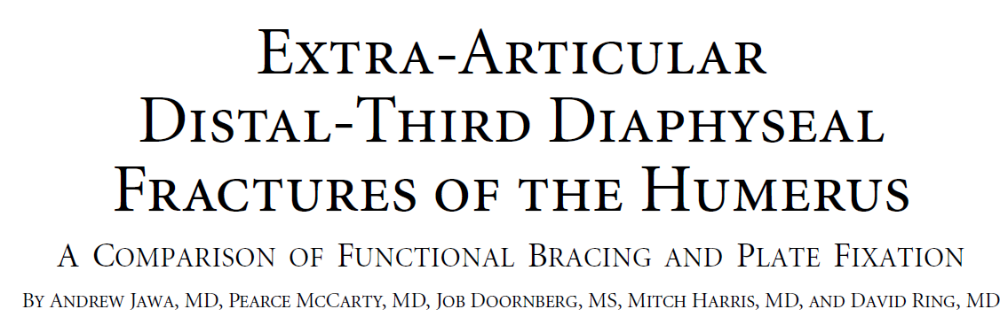 Extra-Articular
Distal-Third Diaphyseal
Fractures of the Humerus
A Comparison of Functional Bracing and Plate Fixation
By Andrew Jawa, MD, Pearce McCarty, MD, Job Doornberg, MS, Mitch Harris, MD, and David Ring, MD